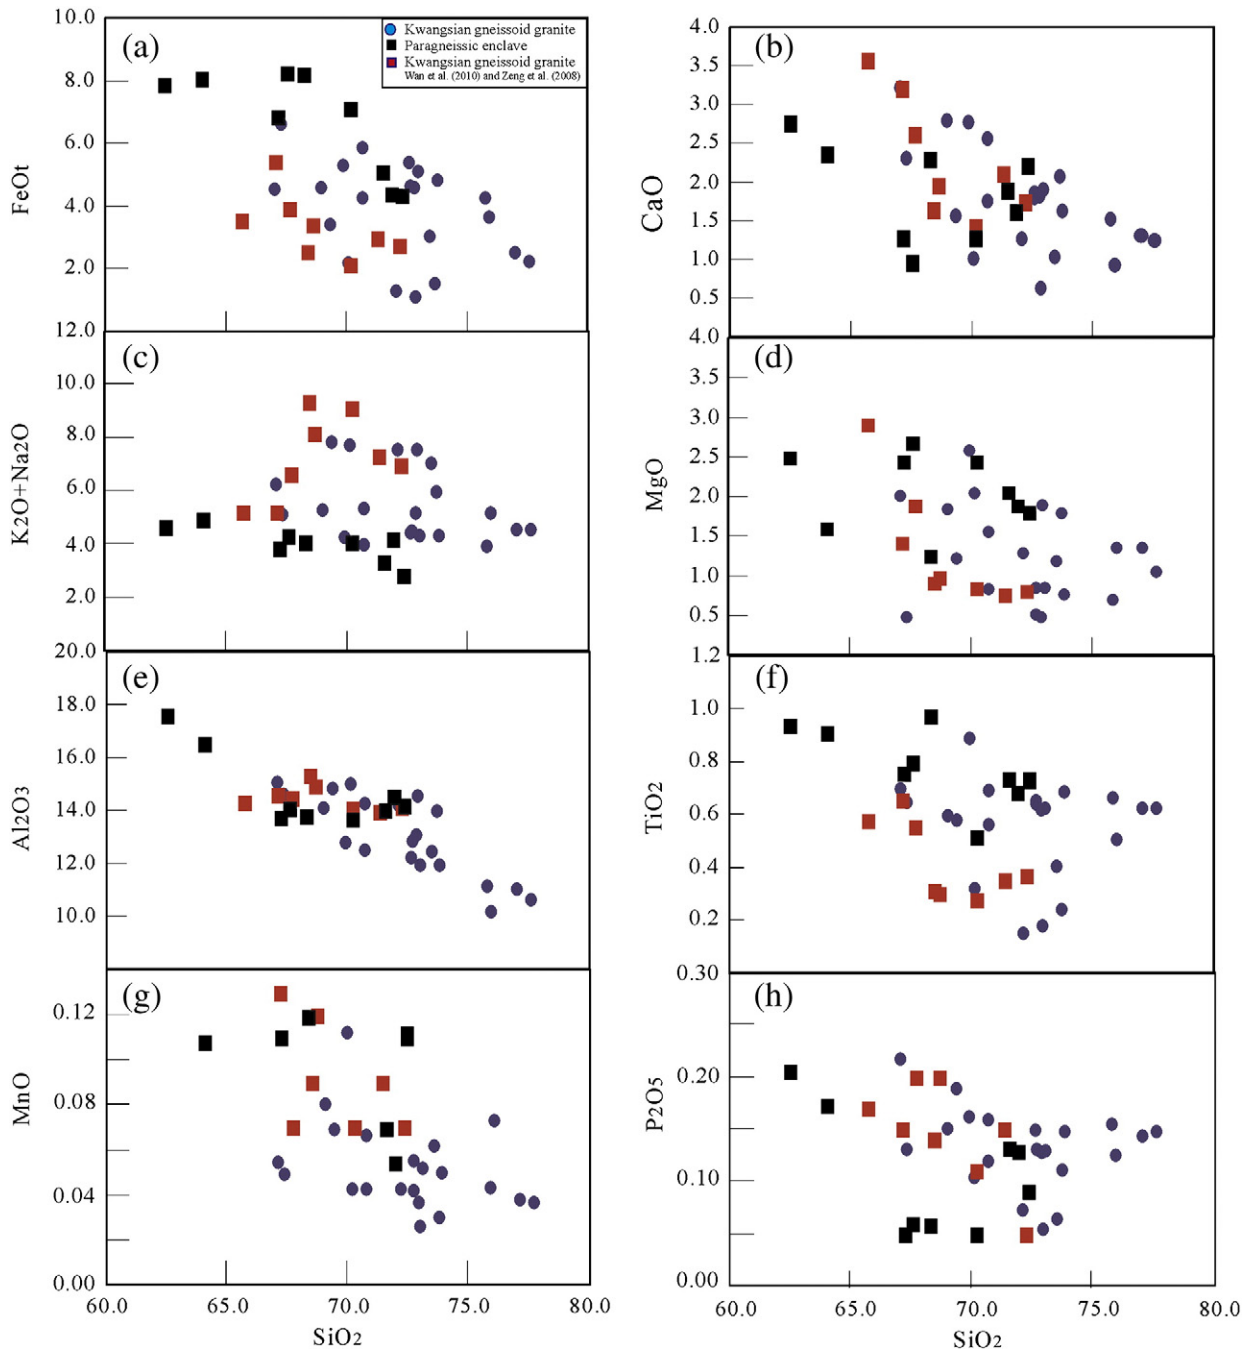 (a)
Kwangsian gneissoid granite
Paragneissic enclave
Kwangsian gneissoid granite
Wan et al. (2010) and Zeng et al. (2008)
10.0
8.0
6.0
4.0
2.0
FeOt
(b)
4.0
3.5
3.0
2.5
2.0
1.5
1.0
0.5
CaO
(c)
12.0
10.0
8.0
6.0
4.0
2.0
K2O+Na2O
(d)
4.0
3.5
3.0
2.5
2.0
1.5
1.0
0.5
MgO
(e)
20.0
18.0
16.0
14.0
12.0
10.0
Al2O3
(f)
1.2
1.0
0.8
0.6
0.4
0.2
TiO2
(g)
0.12
0.08
0.04
0.00
MnO
60.0 65.0 70.0 75.0 80.0
SiO2
(h)
0.30
0.20
0.10
0.00
P2O5
60.0 65.0 70.0 75.0 80.0
SiO2